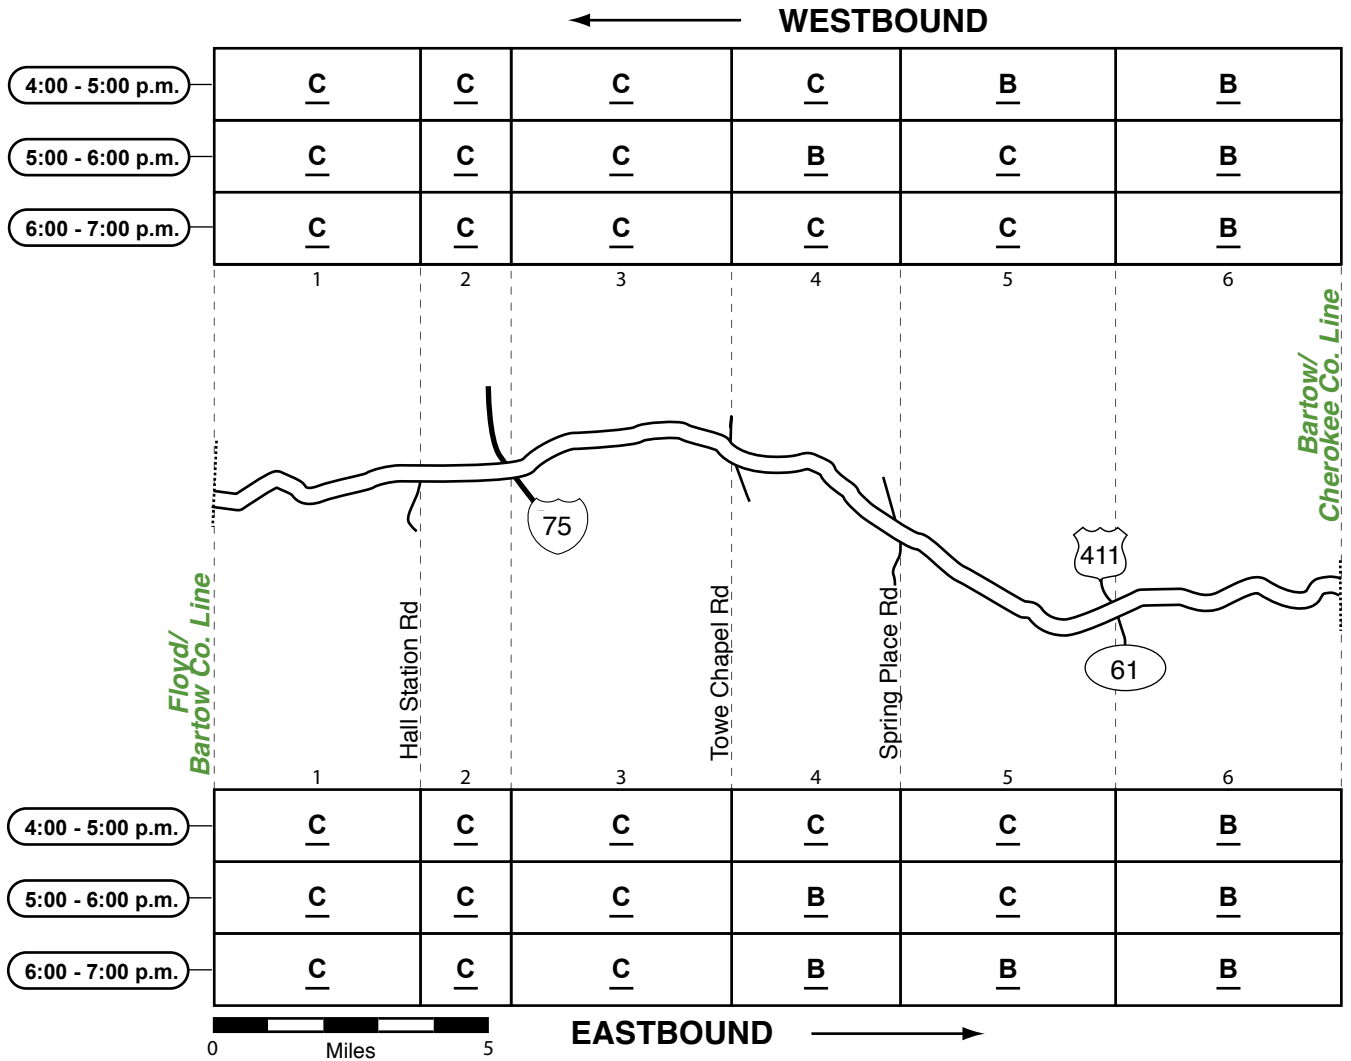 WESTBOUND
4:00 - 5:00 p.m. C C C C B B
5:00 - 6:00 p.m. C C C B C B
6:00 - 7:00 p.m. C C C C C B
1 2 3 4 5 6
Bartow/
Cherokee Co. Line
75
411
61
Floyd/
Bartow Co. Line
Hall Station Rd
Towe Chapel Rd
Spring Place Rd
1 2 3 4 5 6
4:00 - 5:00 p.m. C C C C C B
5:00 - 6:00 p.m. C C C B C B
6:00 - 7:00 p.m. C C C B B B
0 Miles 5
EASTBOUND